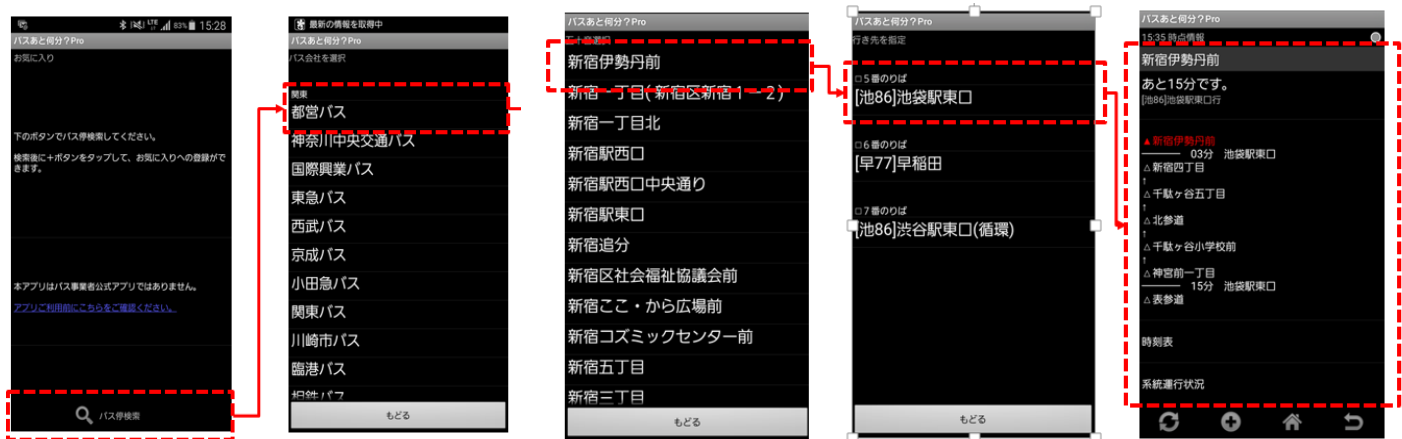 LTE 83% 15:28
バスあと何分？Pro
お気に入り
下のボタンでバス停検索してください。
検索後に＋ボタンをタップして、お気に入りへの登録がで
きます。
本アプリはバス事業者公式アプリではありません。
アプリご利用前にこちらをご確認ください。
バス停検索
最新の情報を取得中
バスあと何分？Pro
バス会社を選択
関東
都営バス
神奈川中央交通バス
国際興業バス
東急バス
西武バス
京成バス
小田急バス
関東バス
川崎市バス
臨港バス
相鉄バス
もどる
バスあと何分？Pro
五十音選択
新宿伊勢丹前
新宿一丁目(新宿区新宿１－２)
新宿一丁目北
新宿駅西口
新宿駅西口中央通り
新宿駅東口
新宿追分
新宿区社会福祉協議会前
新宿ここ・から広場前
新宿コズミックセンター前
新宿五丁目
新宿三丁目
もどる
バスあと何分？Pro
行き先を指定
□５番のりば
[池86]池袋駅東口
□６番のりば
[早77]早稲田
□７番のりば
[池86]渋谷駅東口(循環)
もどる
バスあと何分？Pro
15:35 時点情報
新宿伊勢丹前
あと15分です。
[池86]池袋駅東口行
▲新宿伊勢丹前
03分 池袋駅東口
△新宿四丁目
↑
△千駄ヶ谷五丁目
↑
△北参道
↑
△千駄ヶ谷小学校前
↑
△神宮前一丁目
15分 池袋駅東口
△表参道
時刻表
系統運行状況